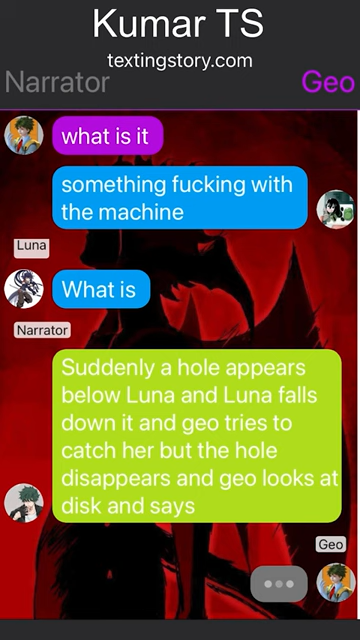 Kumar TS
textingstory.com
Narrator
Geo
what is it
something fucking with
the machine
Luna
What is
Narrator
Suddenly a hole appears
below Luna and Luna falls
down it and geo tries to
catch her but the hole
disappears and geo looks at
disk and says
Geo